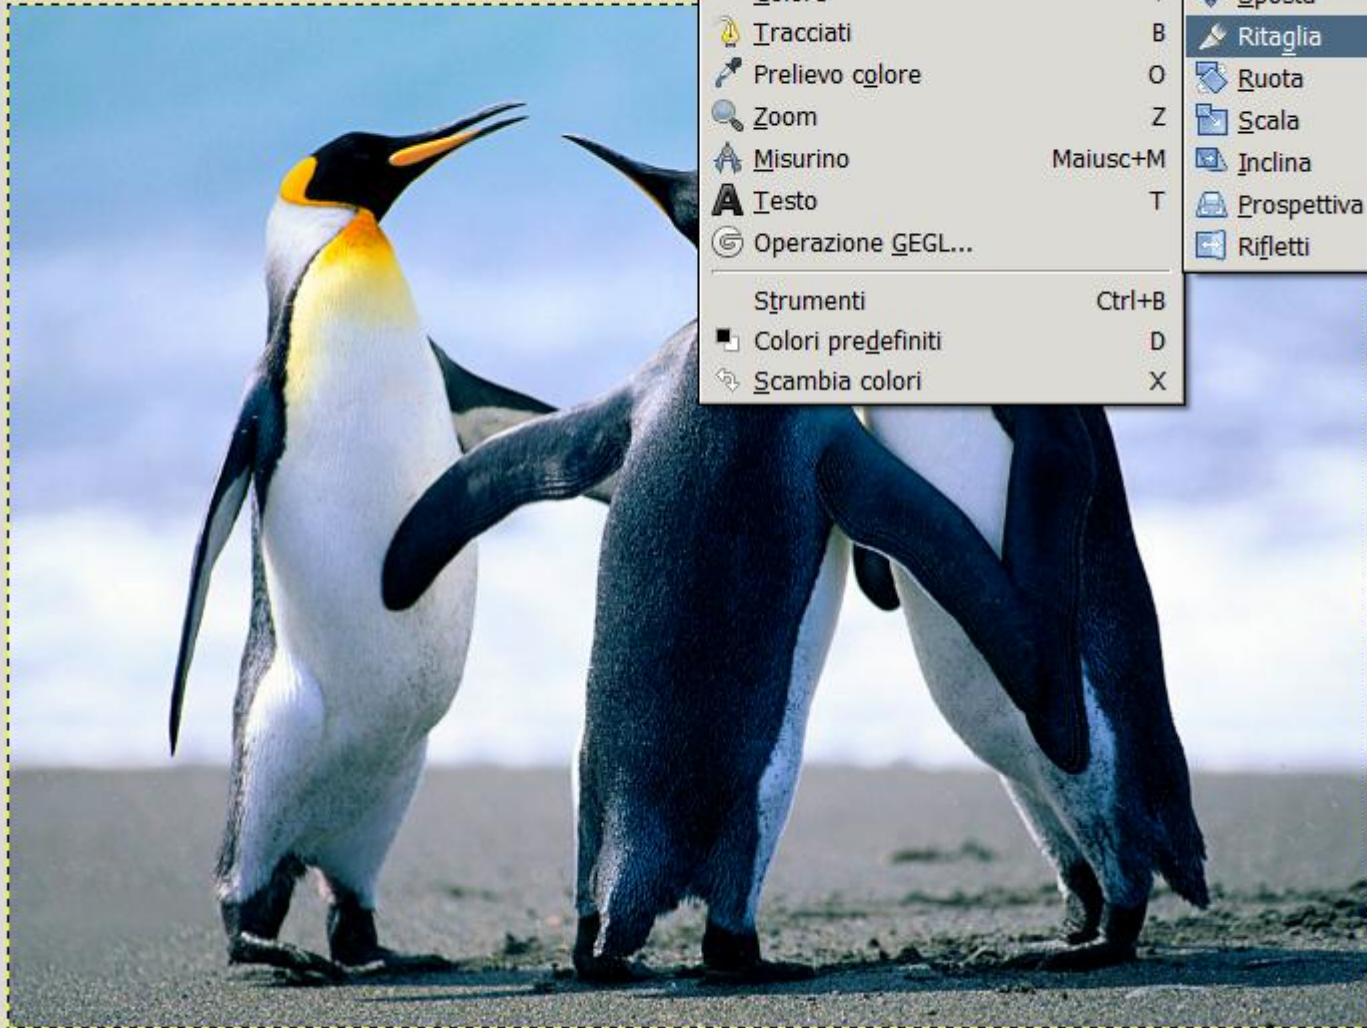 Tracciati B
Prelievo colore O
Zoom Z
Misurino Maiusc+M
Testo T
Operazione GEGL...
Strumenti Ctrl+B
Colori predefiniti D
Scambia colori X
Sposta
Ritaglia
Ruota
Scala
Inclina
Prospettiva
Rifletti